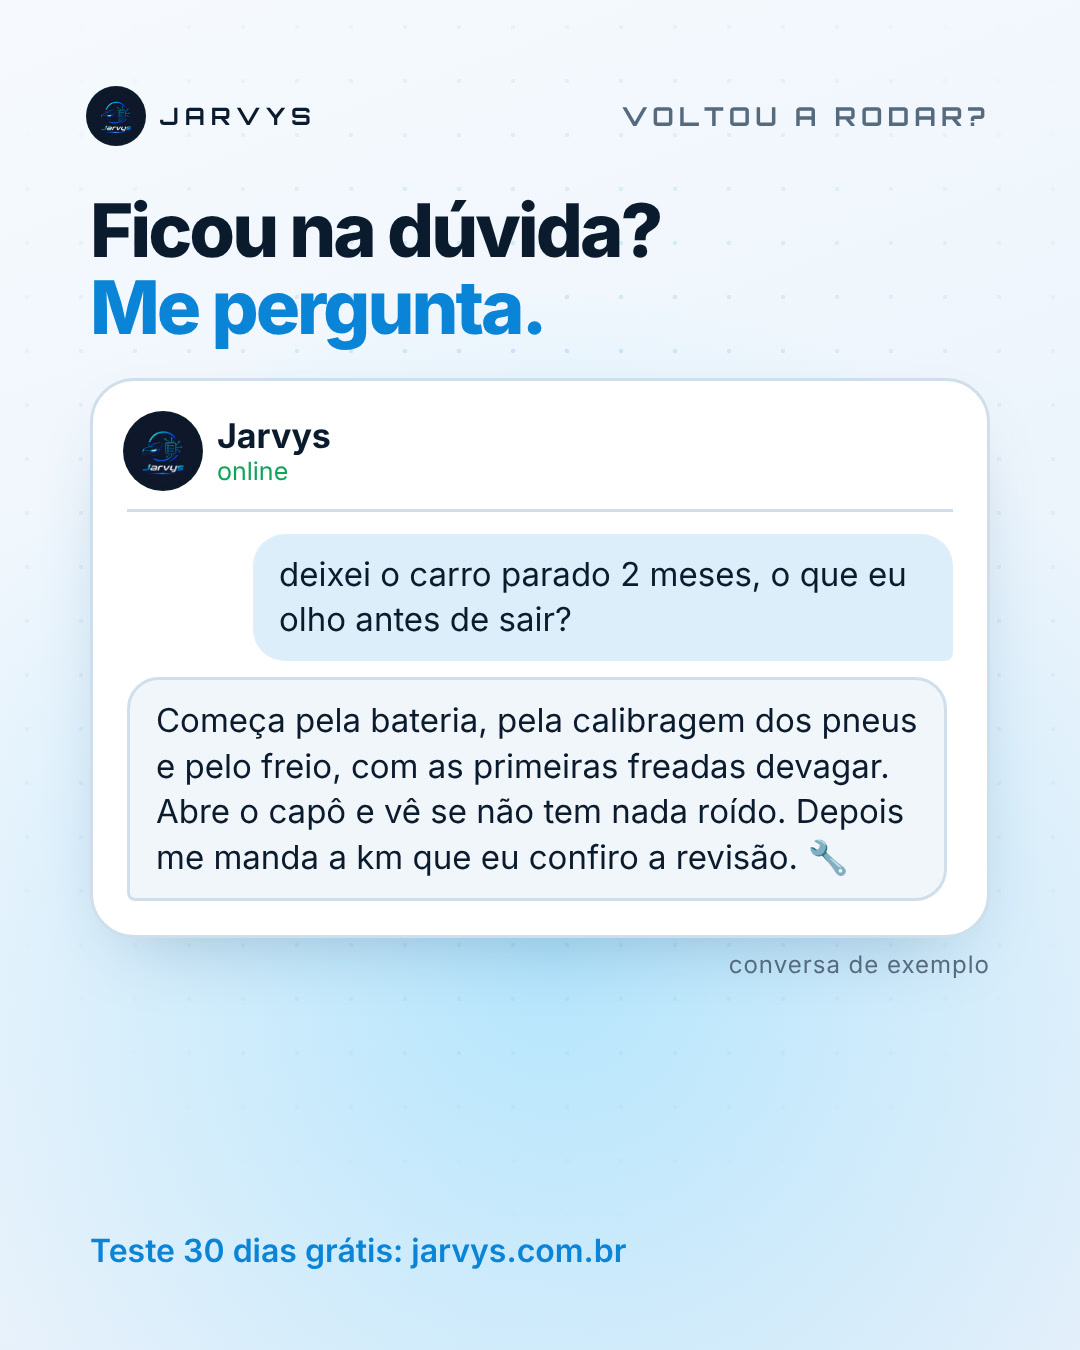 Jarvys
JARVYS
VOLTOU A RODAR?
Ficou na dúvida?
Me pergunta.
Jarvys
Jarvys
online
deixei o carro parado 2 meses, o que eu
olho antes de sair?
Começa pela bateria, pela calibragem dos pneus
e pelo freio, com as primeiras freadas devagar.
Abre o capô e vê se não tem nada roído. Depois
me manda a km que eu confiro a revisão. 🔧
conversa de exemplo
Teste 30 dias grátis: jarvys.com.br